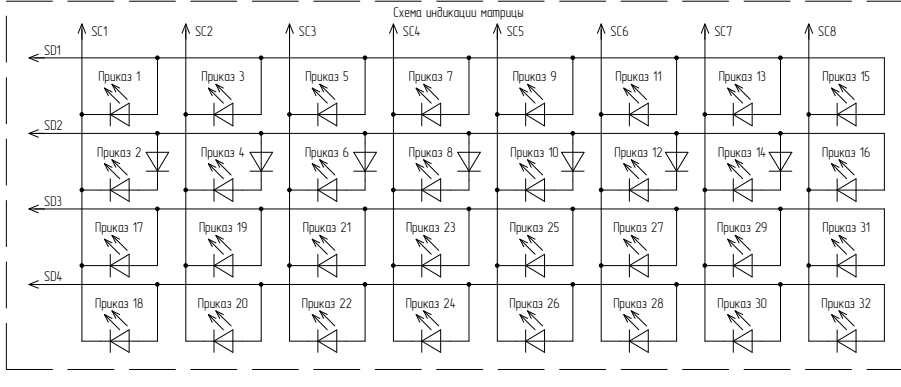 Схема индикации матрицы
SC1 SC2 SC3 SC4 SC5 SC6 SC7 SC8
SD1
Приказ 1 Приказ 3 Приказ 5 Приказ 7 Приказ 9 Приказ 11 Приказ 13 Приказ 15
SD2
Приказ 2 Приказ 4 Приказ 6 Приказ 8 Приказ 10 Приказ 12 Приказ 14 Приказ 16
SD3
Приказ 17 Приказ 19 Приказ 21 Приказ 23 Приказ 25 Приказ 27 Приказ 29 Приказ 31
SD4
Приказ 18 Приказ 20 Приказ 22 Приказ 24 Приказ 26 Приказ 28 Приказ 30 Приказ 32